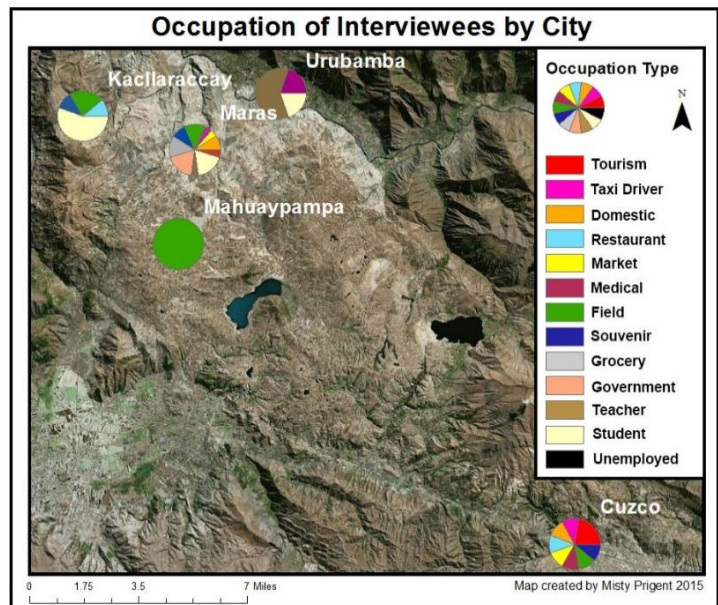 Occupation of Interviewees by City
Urubamba
Kacllaraccay
Maras
Mahuaypampa
Cuzco
Occupation Type
N
Tourism
Taxi Driver
Domestic
Restaurant
Market
Medical
Field
Souvenir
Grocery
Government
Teacher
Student
Unemployed
0 1.75 3.5 7 Miles
Map created by Misty Prigent 2015